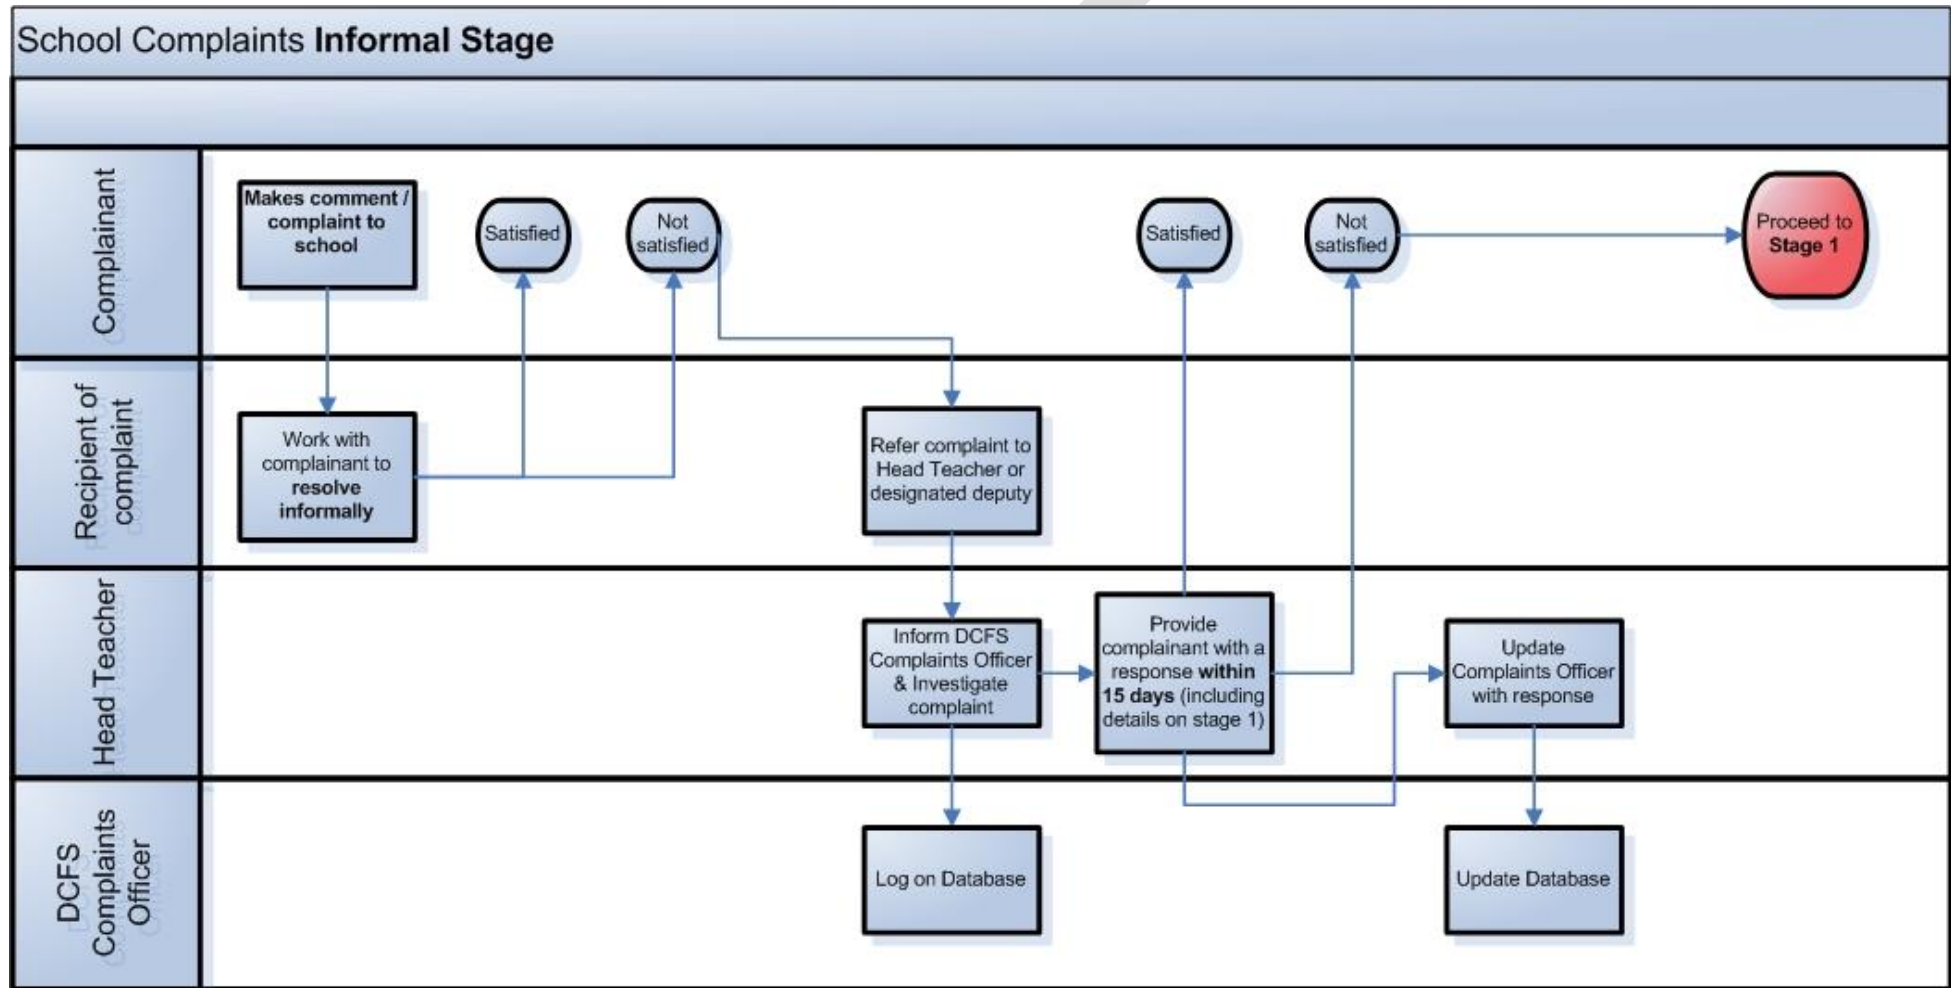 School Complaints Informal Stage
Complainant
Makes comment /
complaint to
school
Satisfied
Not
satisfied
Satisfied
Not
satisfied
Proceed to
Stage 1
Recipient of
complaint
Work with
complainant to
resolve
informally
Refer complaint to
Head Teacher or
designated deputy
Head Teacher
Inform DCFS
Complaints Officer
& Investigate
complaint
Provide
complainant with a
response within
15 days (including
details on stage 1)
Update
Complaints Officer
with response
DCFS
Complaints
Officer
Log on Database
Update Database